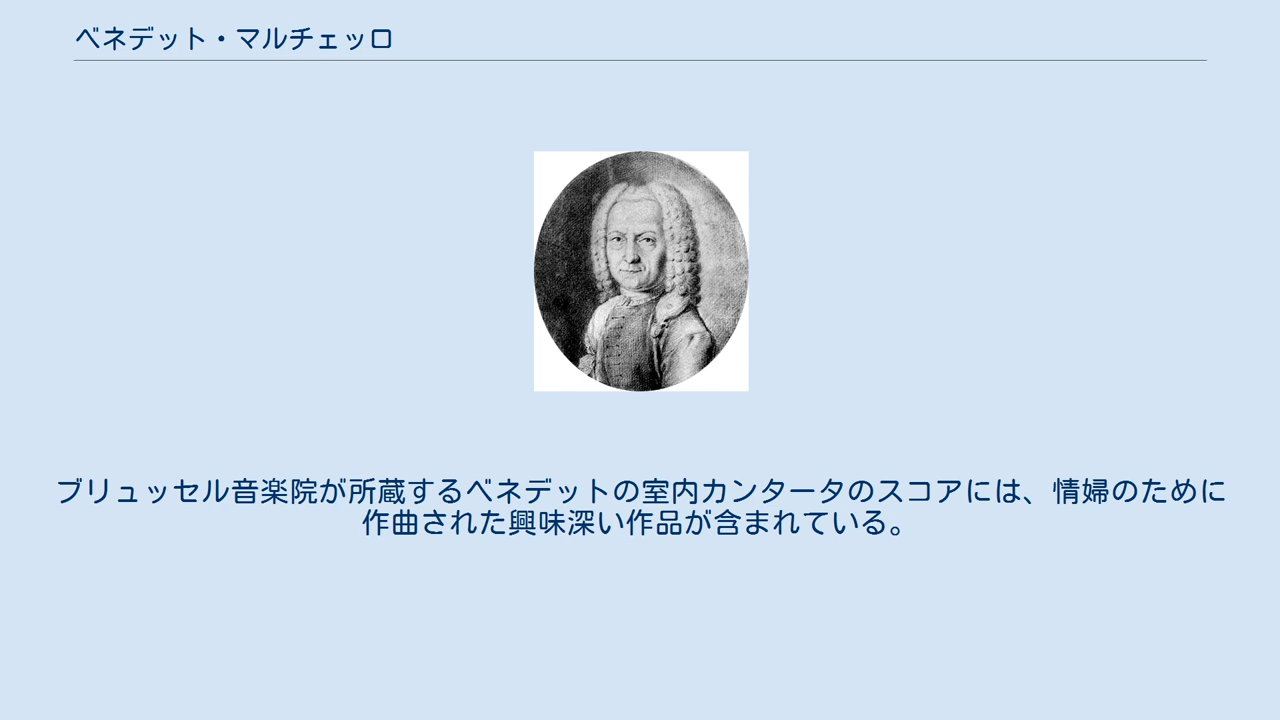 ベネデット・マルチェッロ
ブリュッセル音楽院が所蔵するベネデットの室内カンタータのスコアには、情婦のために
作曲された興味深い作品が含まれている。